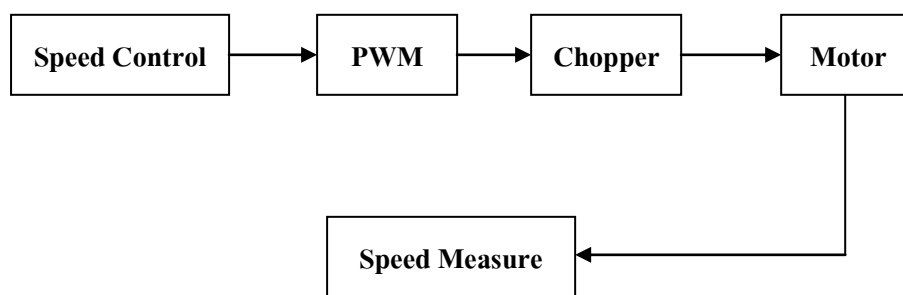 Speed Control
PWM
Chopper
Motor
Speed Measure